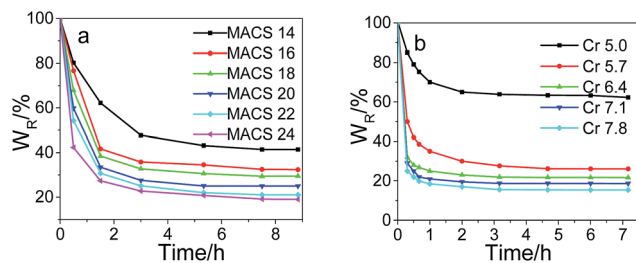 a
MACS 14
MACS 16
MACS 18
MACS 20
MACS 22
MACS 24
100
80
60
40
20
W_R/%
0 2 4 6 8
Time/h
b
Cr 5.0
Cr 5.7
Cr 6.4
Cr 7.1
Cr 7.8
100
80
60
40
20
0
W_R/%
0 1 2 3 4 5 6 7
Time/h